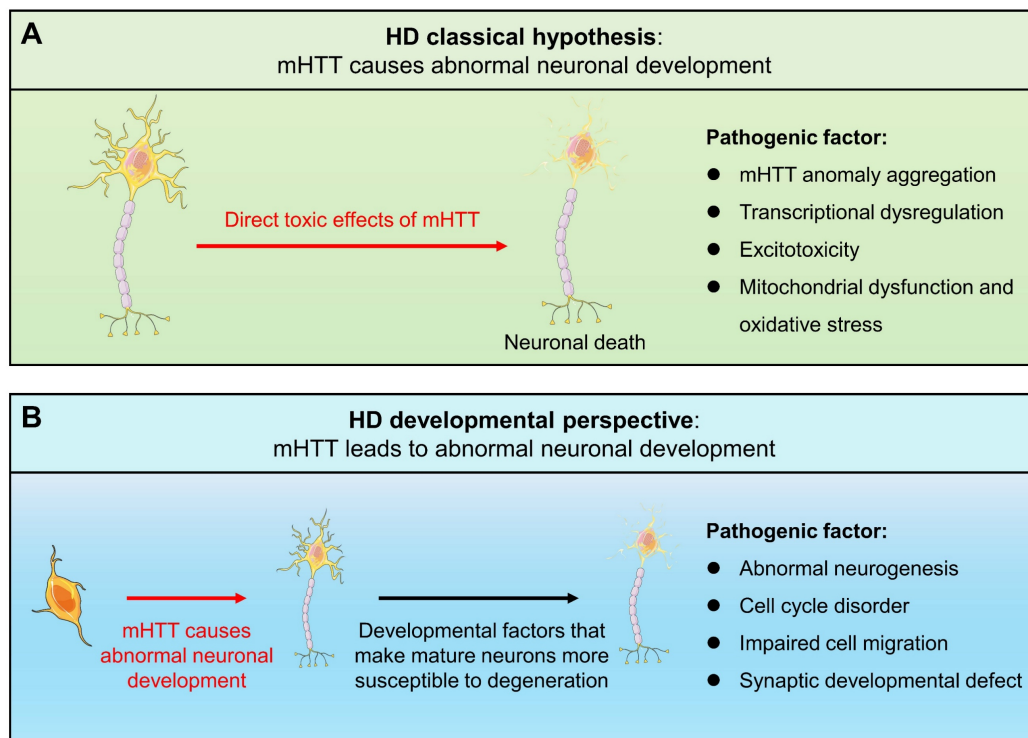 A
HD classical hypothesis:
mHTT causes abnormal neuronal development
Direct toxic effects of mHTT
Neuronal death
Pathogenic factor:
● mHTT anomaly aggregation
● Transcriptional dysregulation
● Excitotoxicity
● Mitochondrial dysfunction and
oxidative stress
B
HD developmental perspective:
mHTT leads to abnormal neuronal development
mHTT causes
abnormal neuronal
development
Developmental factors that
make mature neurons more
susceptible to degeneration
Pathogenic factor:
● Abnormal neurogenesis
● Cell cycle disorder
● Impaired cell migration
● Synaptic developmental defect